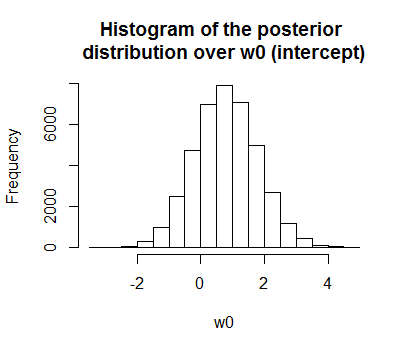 Histogram of the posterior
distribution over w0 (intercept)
Frequency
6000
2000
0
-2 0 2 4
w0